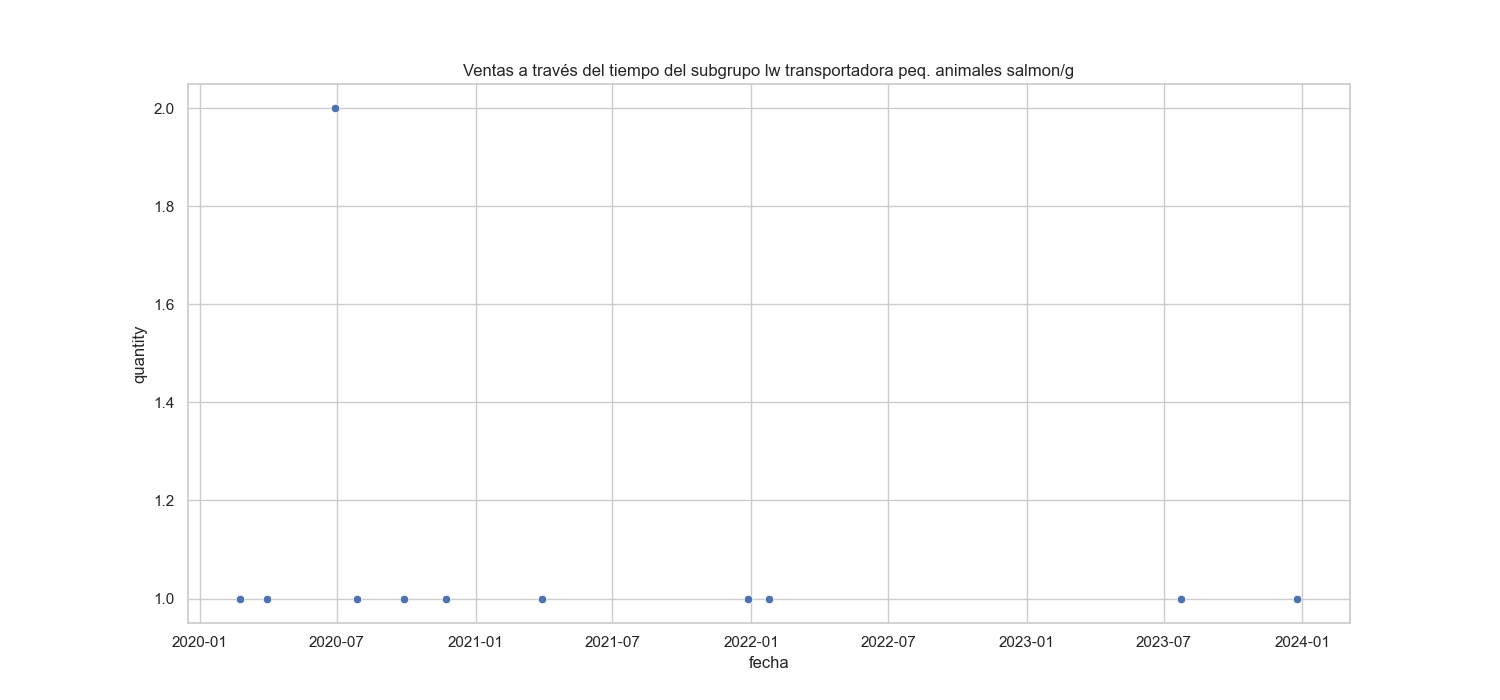 Ventas a través del tiempo del subgrupo lw transportadora peq. animales salmon/g
2.0
1.8
1.6
1.4
1.2
1.0
quantity
2020-01 2020-07 2021-01 2021-07 2022-01 2022-07 2023-01 2023-07 2024-01
fecha